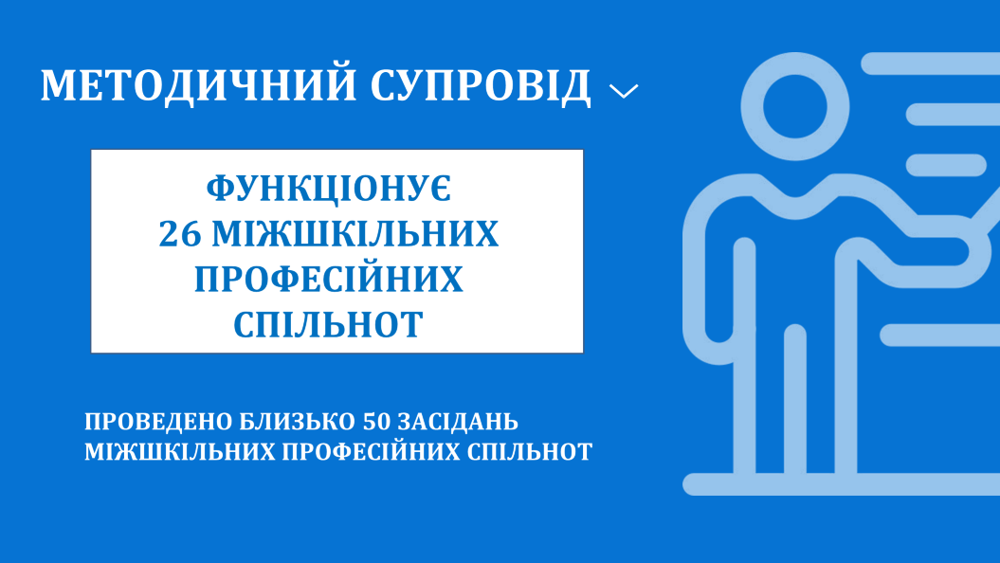 МЕТОДИЧНИЙ СУПРОВІД
ФУНКЦІОНУЄ
26 МІЖШКІЛЬНИХ
ПРОФЕСІЙНИХ
СПІЛЬНОТ
ПРОВЕДЕНО БЛИЗЬКО 50 ЗАСІДАНЬ
МІЖШКІЛЬНИХ ПРОФЕСІЙНИХ СПІЛЬНОТ